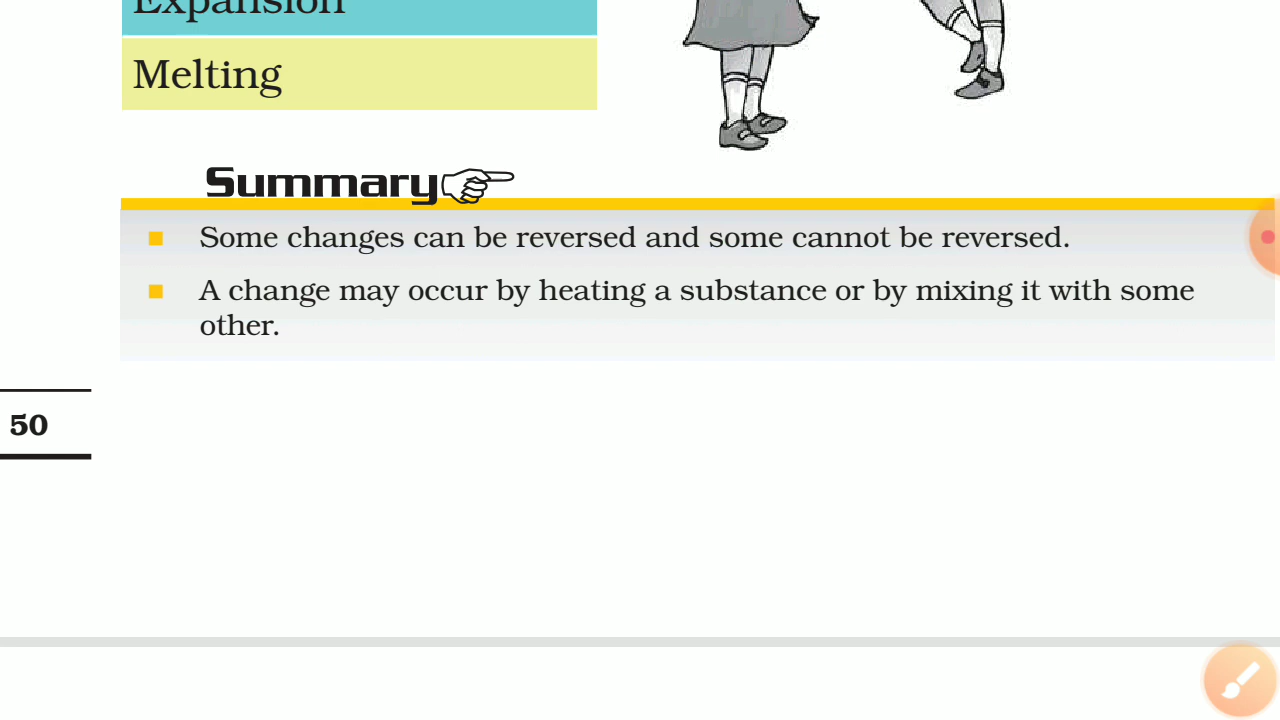 Expansion
Melting
Summary
Some changes can be reversed and some cannot be reversed.
A change may occur by heating a substance or by mixing it with some
other.
50